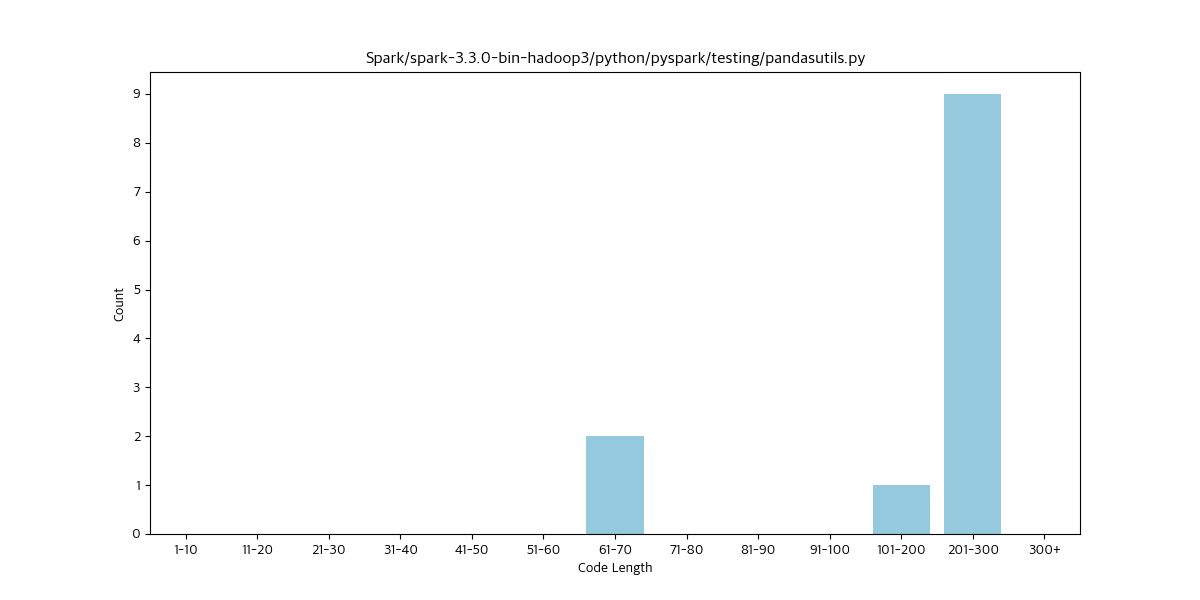 Spark/spark-3.3.0-bin-hadoop3/python/pyspark/testing/pandasutils.py
9
8
7
6
5
4
3
2
1
0
Count
1-10 11-20 21-30 31-40 41-50 51-60 61-70 71-80 81-90 91-100 101-200 201-300 300+
Code Length